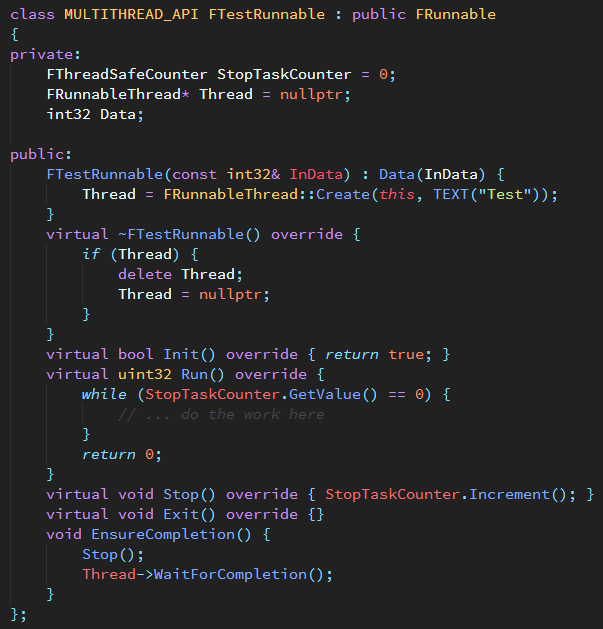 class MULTITHREAD_API FTestRunnable : public FRunnable
{
private:
    FThreadSafeCounter StopTaskCounter = 0;
    FRunnableThread* Thread = nullptr;
    int32 Data;

public:
    FTestRunnable(const int32& InData) : Data(InData) {
        Thread = FRunnableThread::Create(this, TEXT("Test"));
    }
    virtual ~FTestRunnable() override {
        if (Thread) {
            delete Thread;
            Thread = nullptr;
        }
    }
    virtual bool Init() override { return true; }
    virtual uint32 Run() override {
        while (StopTaskCounter.GetValue() == 0) {
            // ... do the work here
        }
        return 0;
    }
    virtual void Stop() override { StopTaskCounter.Increment(); }
    virtual void Exit() override {}
    void EnsureCompletion() {
        Stop();
        Thread->WaitForCompletion();
    }
};